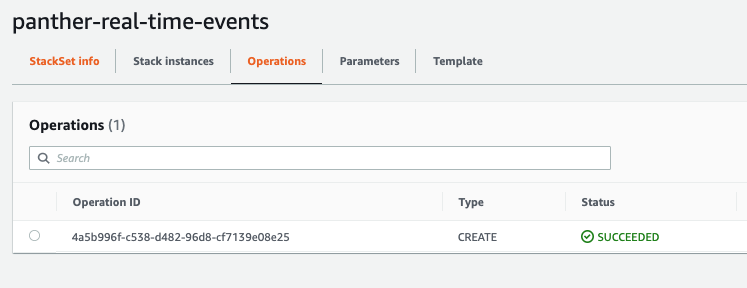 panther-real-time-events
StackSet info Stack instances Operations Parameters Template
Operations (1)
Search
Operation ID Type Status
4a5b996f-c538-d482-96d8-cf7139e08e25 CREATE SUCCEEDED